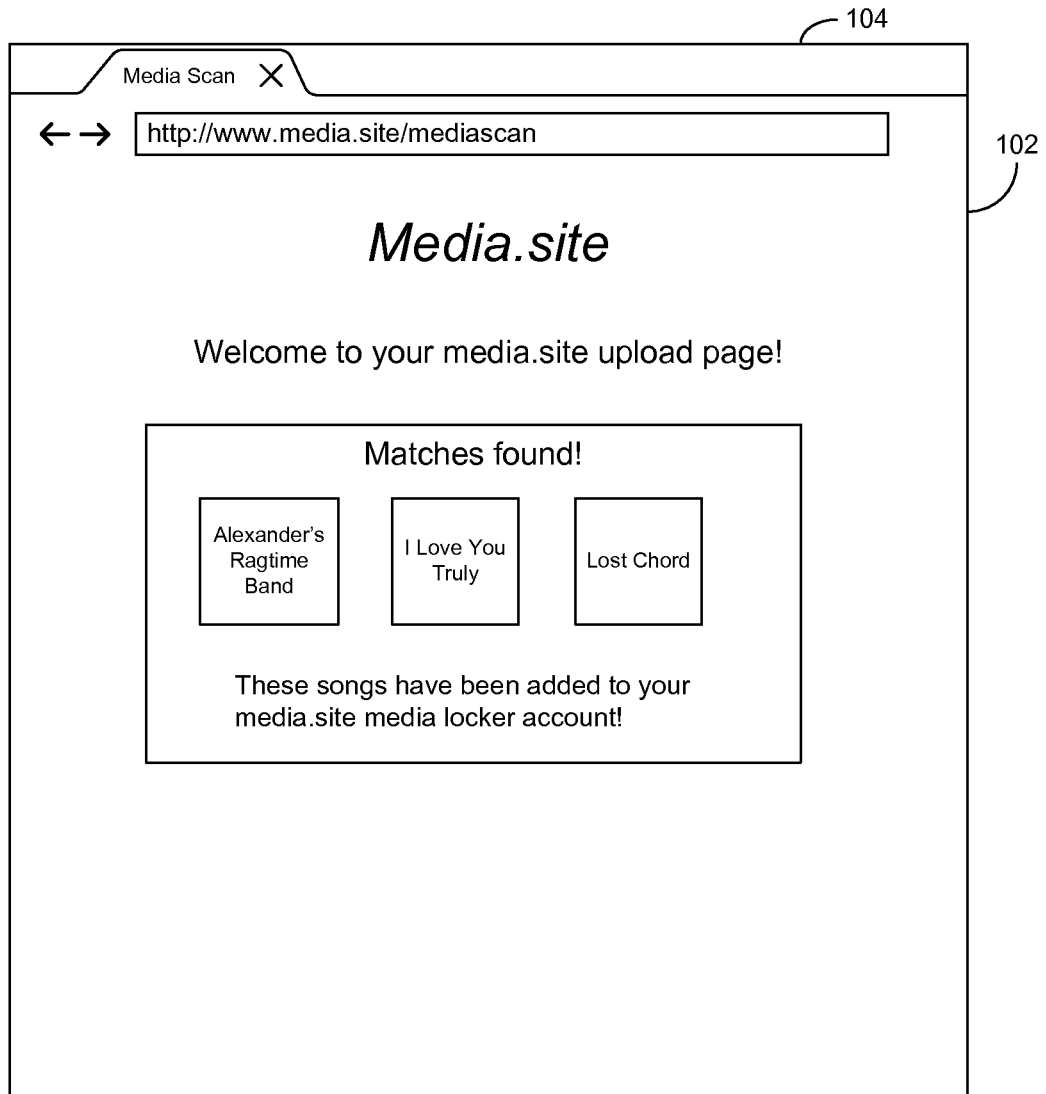 104
Media Scan
http://www.media.site/mediascan
102
Media.site
Welcome to your media.site upload page!
Matches found!
Alexander’s
Ragtime
Band
I Love You
Truly
Lost Chord
These songs have been added to your
media.site media locker account!